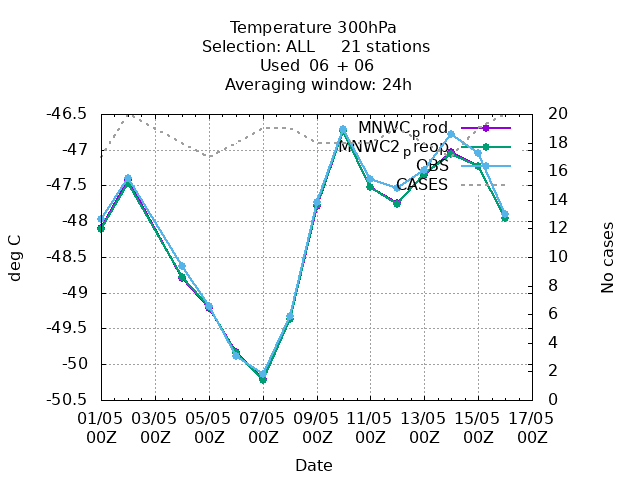 Temperature 300hPa
Selection: ALL 21 stations
Used 06 + 06
Averaging window: 24h
-46.5
-47
-47.5
-48
-48.5
-49
-49.5
-50
-50.5
deg C
MNWC_prod
MNWC2_preop
OBS
CASES
20
18
16
14
12
10
8
6
4
2
0
No cases
01/05 03/05 05/05 07/05 09/05 11/05 13/05 15/05 17/05
00Z 00Z 00Z 00Z 00Z 00Z 00Z 00Z 00Z
Date